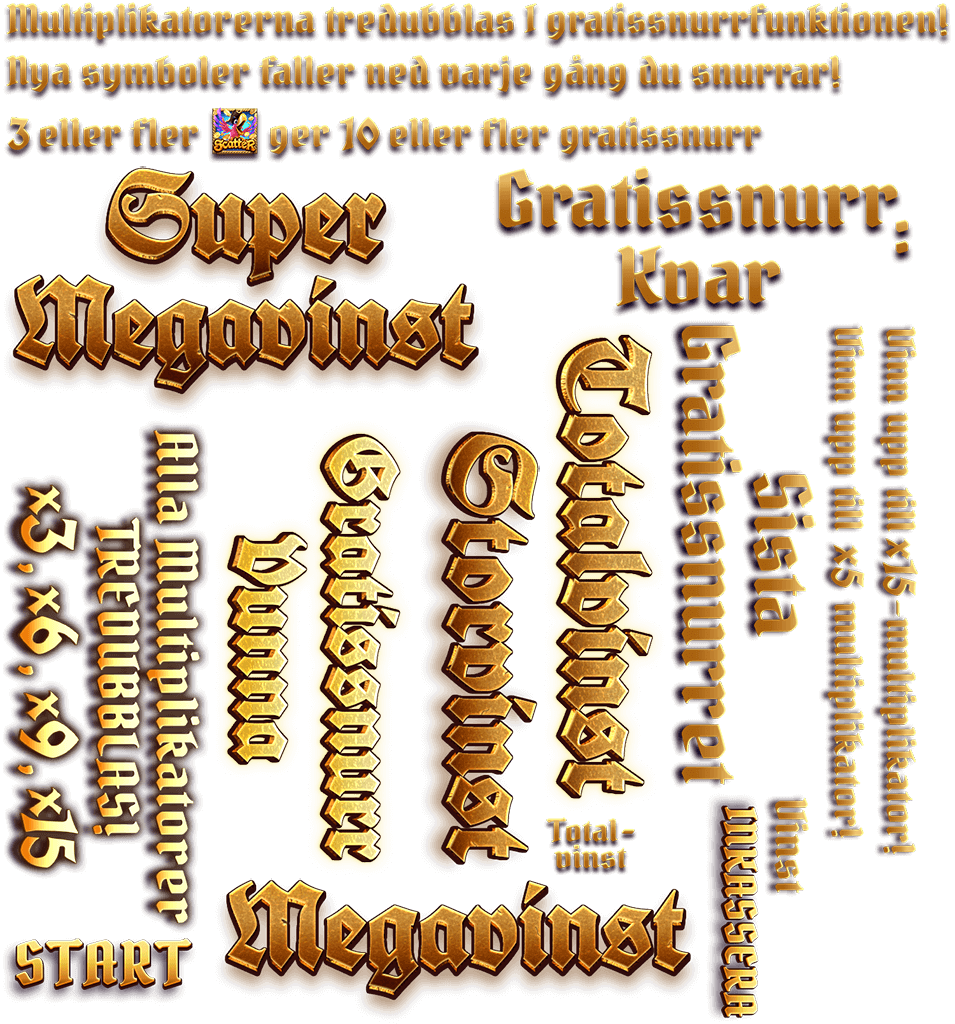 Multiplikatorerna tredubblas I gratissnurrfunktionen!
Nya symboler faller ned varje gång du snurrar!
3 eller fler SCATTER ger 10 eller fler gratissnurr
Super
Megavinst
Gratissnurr
Kvar:
Totalvinst
Storvinst
Gratissnurr
Vunna
Sista
Gratissnurret
Vinn upp till x15-multiplikator!
Vinn upp till x5 multiplikator!
Alla Multiplikatorer
TREDUBBLAS!
x3, x6, x9, x15
Total-
vinst
Vinst
INKASSERA
Megavinst
START